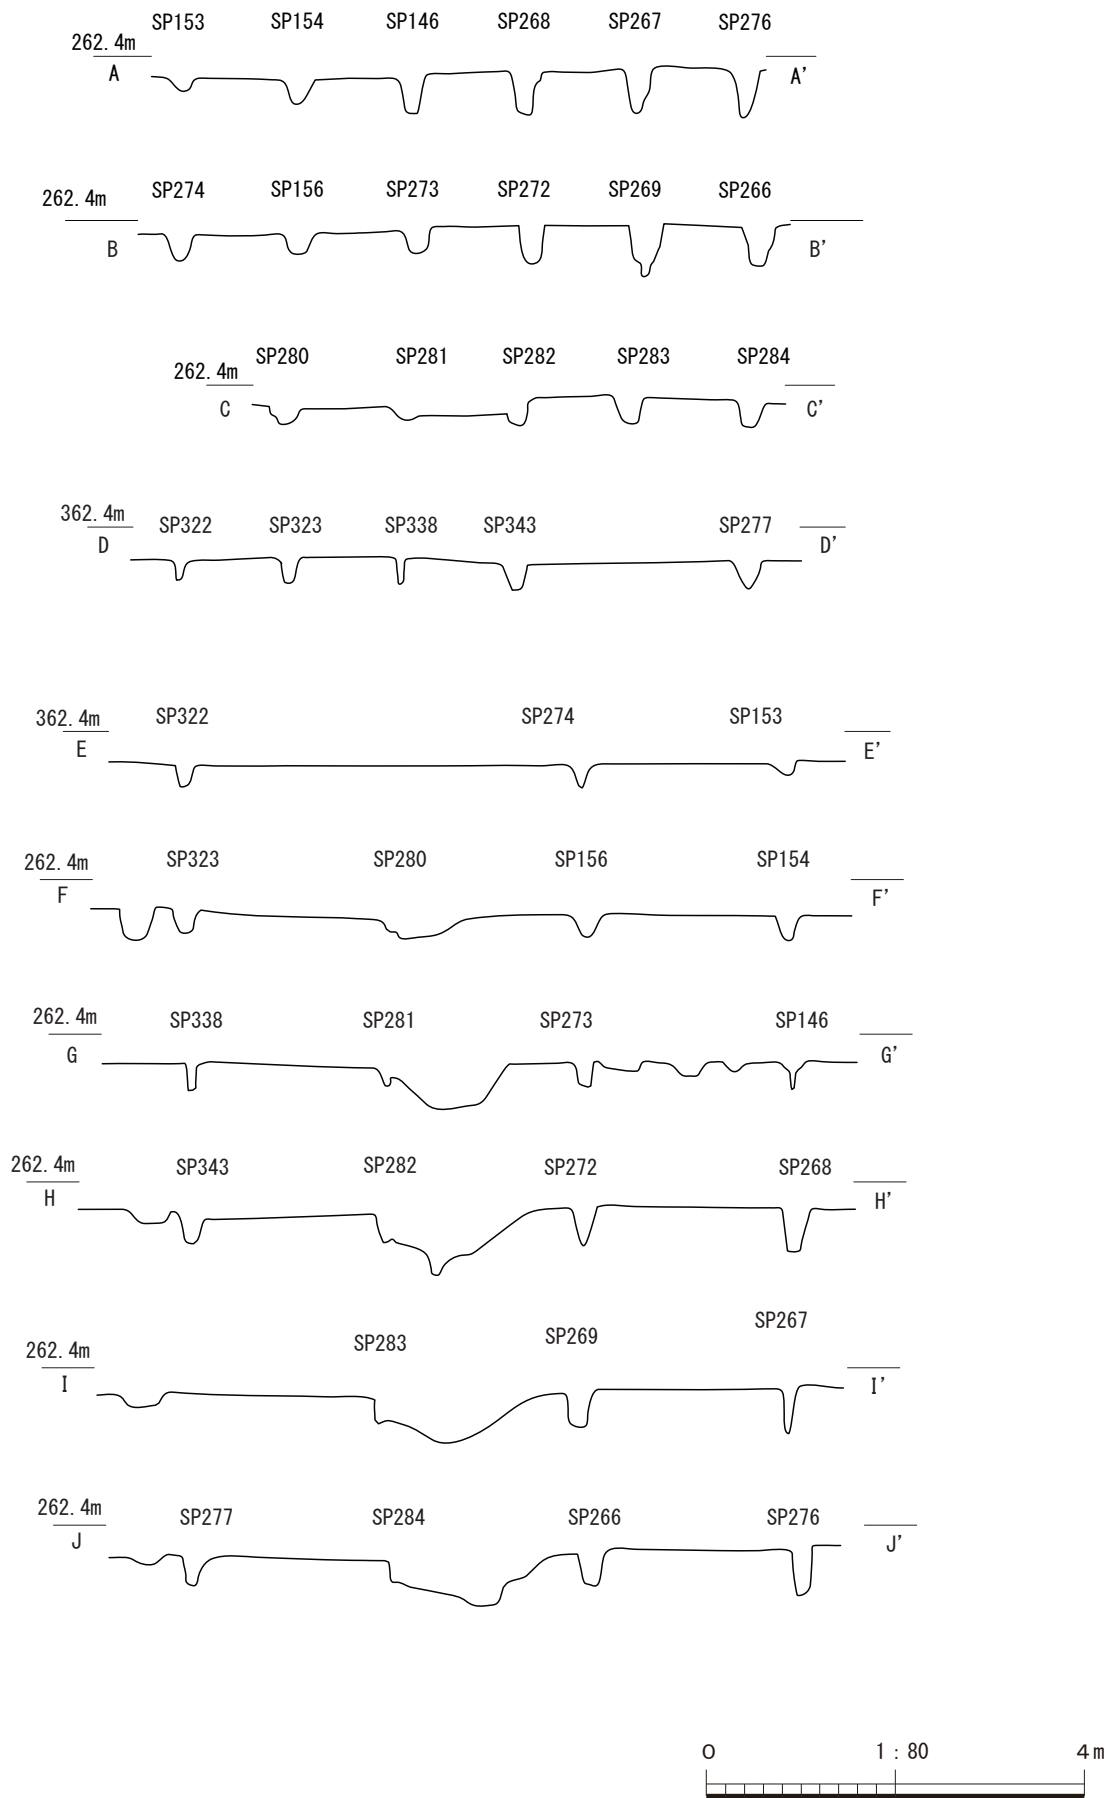 SP153 SP154 SP146 SP268 SP267 SP276
262.4m
A A’
SP274 SP156 SP273 SP272 SP269 SP266
262.4m
B B’
SP280 SP281 SP282 SP283 SP284
262.4m
C C’
362.4m
SP322 SP323 SP338 SP343 SP277
D D’
362.4m SP322 SP274 SP153
E E’
262.4m SP323 SP280 SP156 SP154
F F’
262.4m SP338 SP281 SP273 SP146
G G’
262.4m SP343 SP282 SP272 SP268
H H’
262.4m SP283 SP269 SP267
I I’
262.4m SP277 SP284 SP266 SP276
J J’
0 1:80 4m